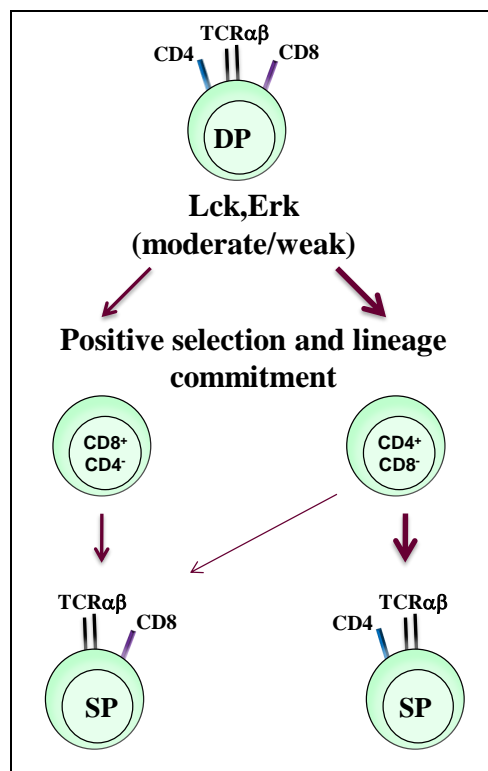 TCRαβ
CD4 CD8
DP
Lck,Erk
(moderate/weak)
Positive selection and lineage
commitment
CD8⁺
CD4⁻
CD4⁺
CD8⁻
TCRαβ
CD8
SP
TCRαβ
CD4
SP